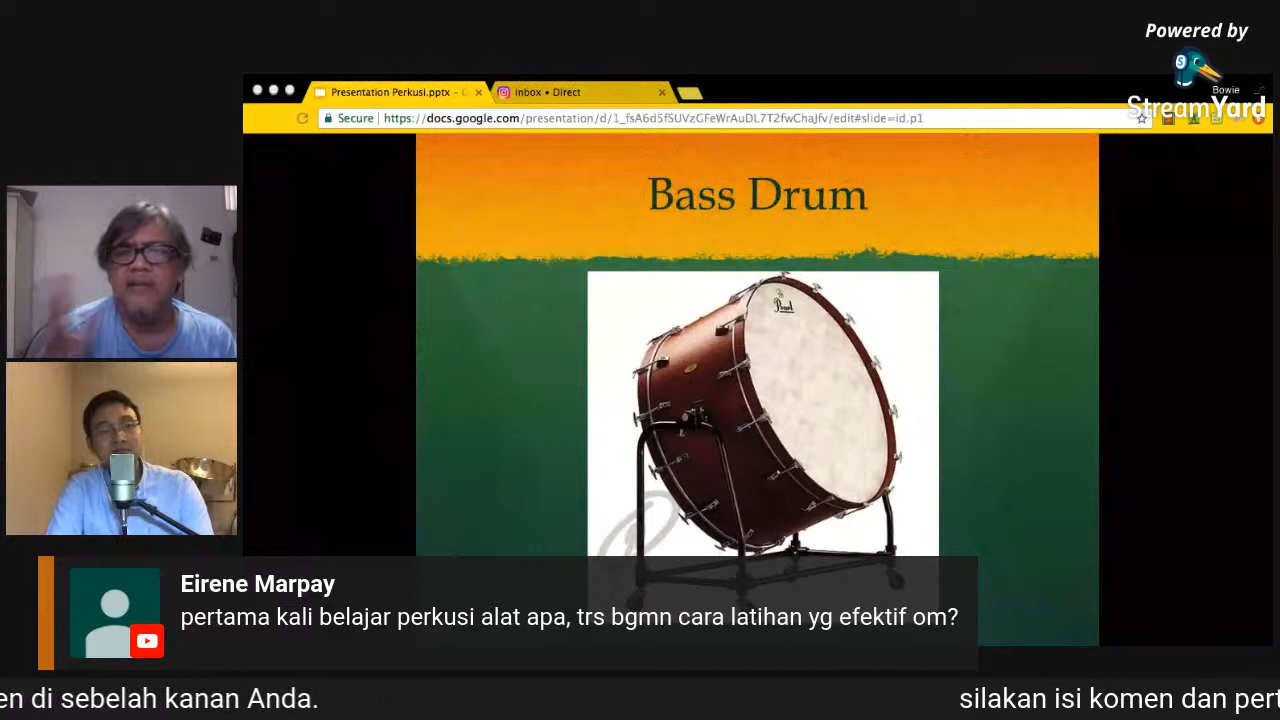 Powered by
Bowie
StreamYard
Presentation Perkusi.pptx - G
Inbox • Direct
Secure | https://docs.google.com/presentation/d/1_fsA6d5fSUVzGFeWrAuDL7T2fwChaJfv/edit#slide=id.p1
Bass Drum
Pearl
Eirene Marpay
pertama kali belajar perkusi alat apa, trs bgmn cara latihan yg efektif om?
en di sebelah kanan Anda.
silakan isi komen dan pert